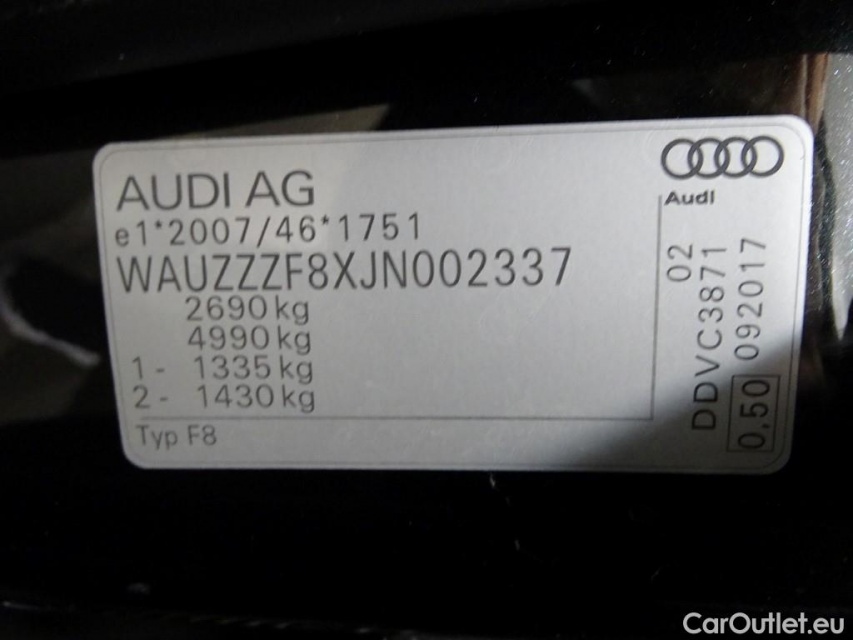 AUDI AG
e1*2007/46*1751
WAUZZZF8XJN002337
2690 kg
4990 kg
1 - 1335 kg
2 - 1430 kg
Typ F8
Audi
02
DDVC3871
092017
0,50
CarOutlet.eu